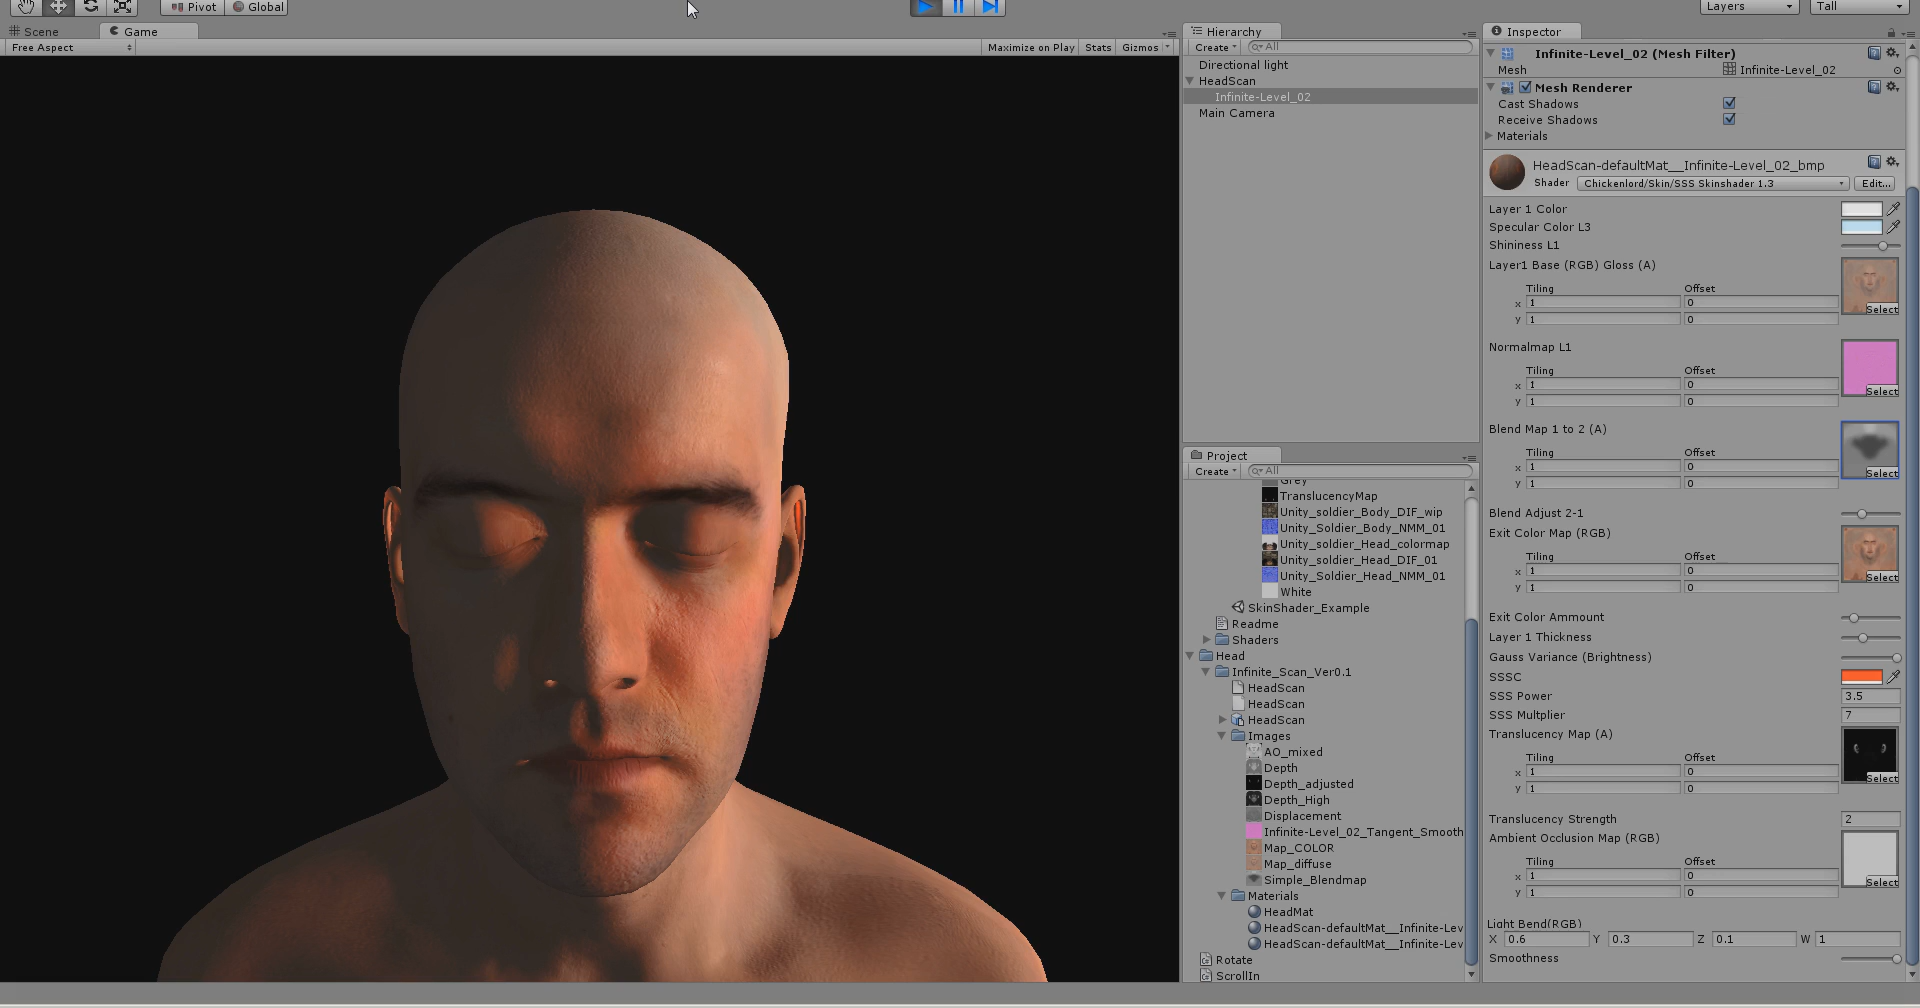 Pivot Global
Layers Tall
Scene Game
Free Aspect Maximize on Play Stats Gizmos
Hierarchy
Create All
Directional light
HeadScan
Infinite-Level_02
Main Camera
Project
Create All
Grey
TranslucencyMap
Unity_soldier_Body_DIF_wip
Unity_Soldier_Body_NMM_01
Unity_soldier_Head_colormap
Unity_soldier_Head_DIF_01
Unity_Soldier_Head_NMM_01
White
SkinShader_Example
Readme
Shaders
Head
Infinite_Scan_Ver0.1
HeadScan
HeadScan
HeadScan
Images
AO_mixed
Depth
Depth_adjusted
Depth_High
Displacement
Infinite-Level_02_Tangent_Smooth
Map_COLOR
Map_diffuse
Simple_Blendmap
Materials
HeadMat
HeadScan-defaultMat__Infinite-Lev
HeadScan-defaultMat__Infinite-Lev
Rotate
ScrollIn
Inspector
Infinite-Level_02 (Mesh Filter)
Mesh Infinite-Level_02
Mesh Renderer
Cast Shadows
Receive Shadows
Materials
HeadScan-defaultMat__Infinite-Level_02_bmp
Shader Chickenlord/Skin/SSS Skinshader 1.3 Edit...
Layer 1 Color
Specular Color L3
Shininess L1
Layer1 Base (RGB) Gloss (A)
Tiling Offset
x 1 0
y 1 0
Select
Normalmap L1
Tiling Offset
x 1 0
y 1 0
Select
Blend Map 1 to 2 (A)
Tiling Offset
x 1 0
y 1 0
Select
Blend Adjust 2-1
Exit Color Map (RGB)
Tiling Offset
x 1 0
y 1 0
Select
Exit Color Ammount
Layer 1 Thickness
Gauss Variance (Brightness)
SSSC
SSS Power 3.5
SSS Multplier 7
Translucency Map (A)
Tiling Offset
x 1 0
y 1 0
Select
Translucency Strength 2
Ambient Occlusion Map (RGB)
Tiling Offset
x 1 0
y 1 0
Select
Light Bend(RGB)
X 0.6 Y 0.3 Z 0.1 W 1
Smoothness